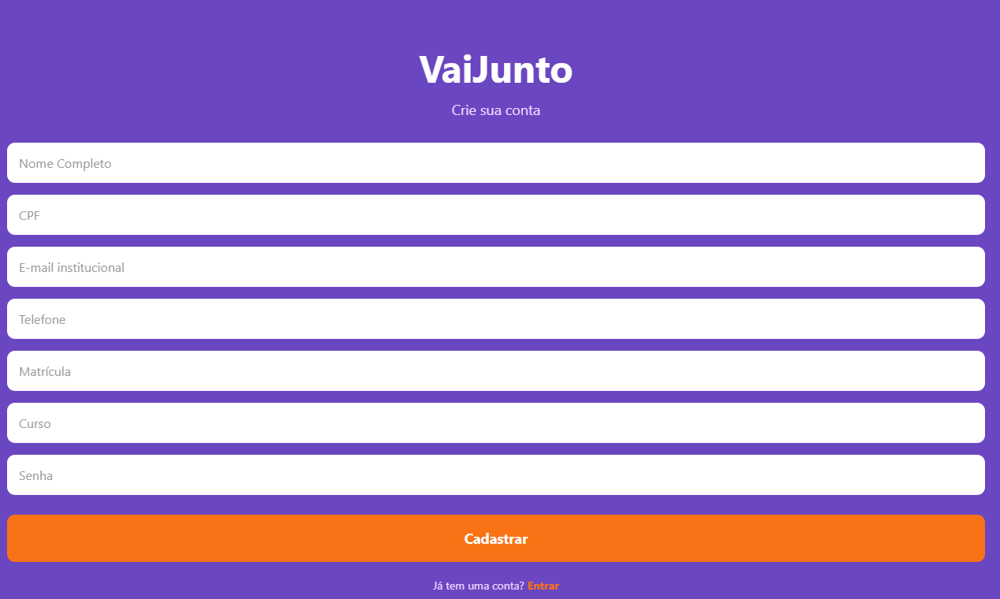 VaiJunto
Crie sua conta
Nome Completo
CPF
E-mail institucional
Telefone
Matrícula
Curso
Senha
Cadastrar
Já tem uma conta? Entrar